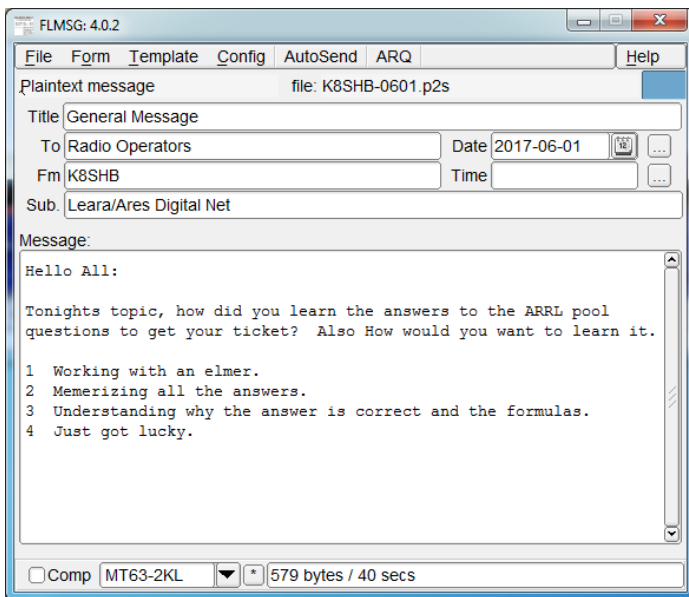 FLMSG: 4.0.2
File Form Template Config AutoSend ARQ Help
Plaintext message file: K8SHB-0601.p2s
Title General Message
To Radio Operators Date 2017-06-01 12 ...
Fm K8SHB Time ...
Sub. Leara/Ares Digital Net
Message:
Hello All:
Tonights topic, how did you learn the answers to the ARRL pool
questions to get your ticket?  Also How would you want to learn it.
1  Working with an elmer.
2  Memerizing all the answers.
3  Understanding why the answer is correct and the formulas.
4  Just got lucky.
Comp MT63-2KL * 579 bytes / 40 secs